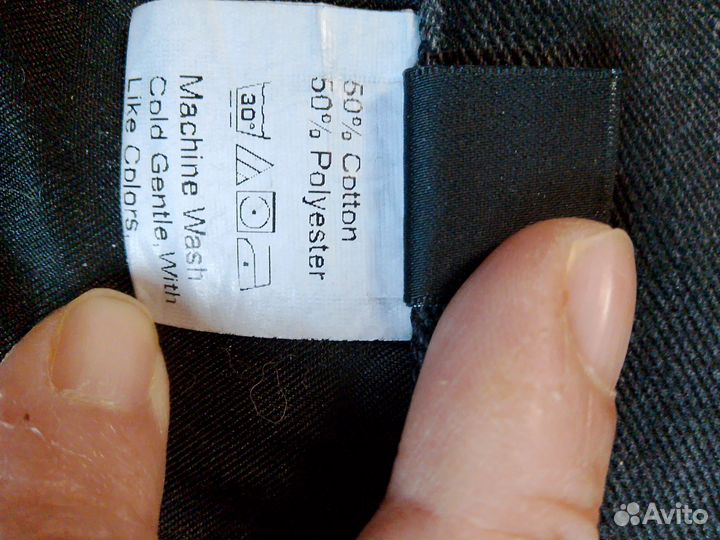 50% Cotton
50% Polyester
30°
Machine Wash
Cold Gentle, With
Like Colors.
Avito